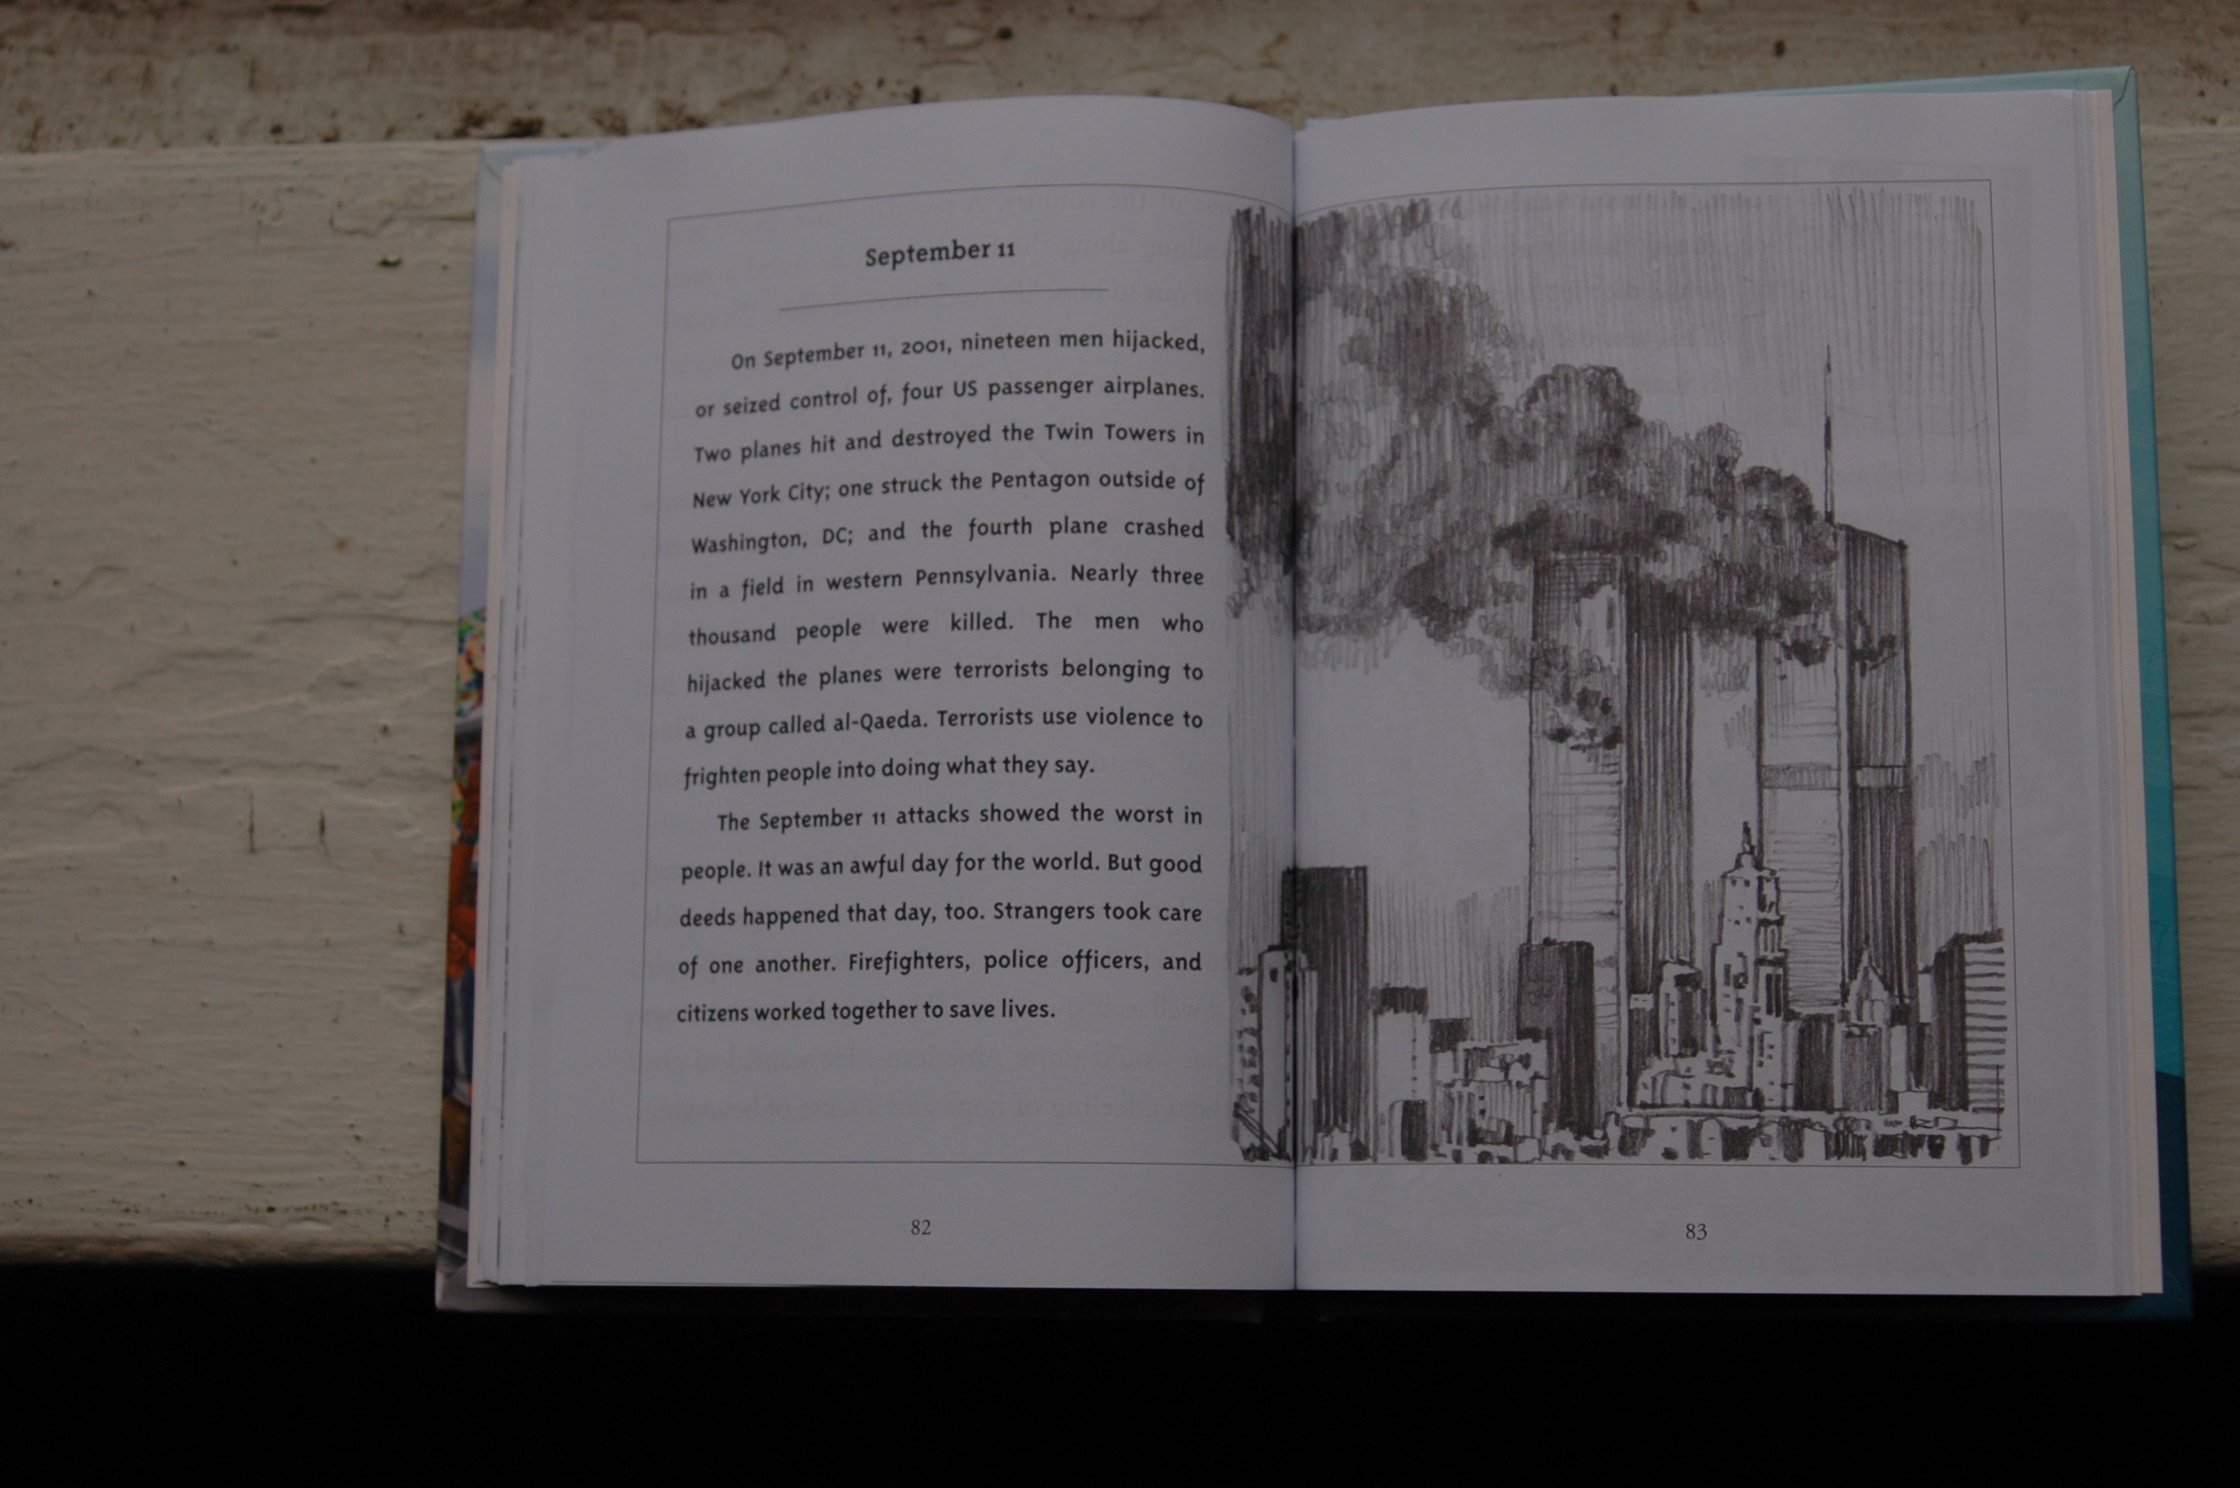 September 11
On September 11, 2001, nineteen men hijacked,
or seized control of, four US passenger airplanes.
Two planes hit and destroyed the Twin Towers in
New York City; one struck the Pentagon outside of
Washington, DC; and the fourth plane crashed
in a field in western Pennsylvania. Nearly three
thousand people were killed. The men who
hijacked the planes were terrorists belonging to
a group called al-Qaeda. Terrorists use violence to
frighten people into doing what they say.
The September 11 attacks showed the worst in
people. It was an awful day for the world. But good
deeds happened that day, too. Strangers took care
of one another. Firefighters, police officers, and
citizens worked together to save lives.
82
83